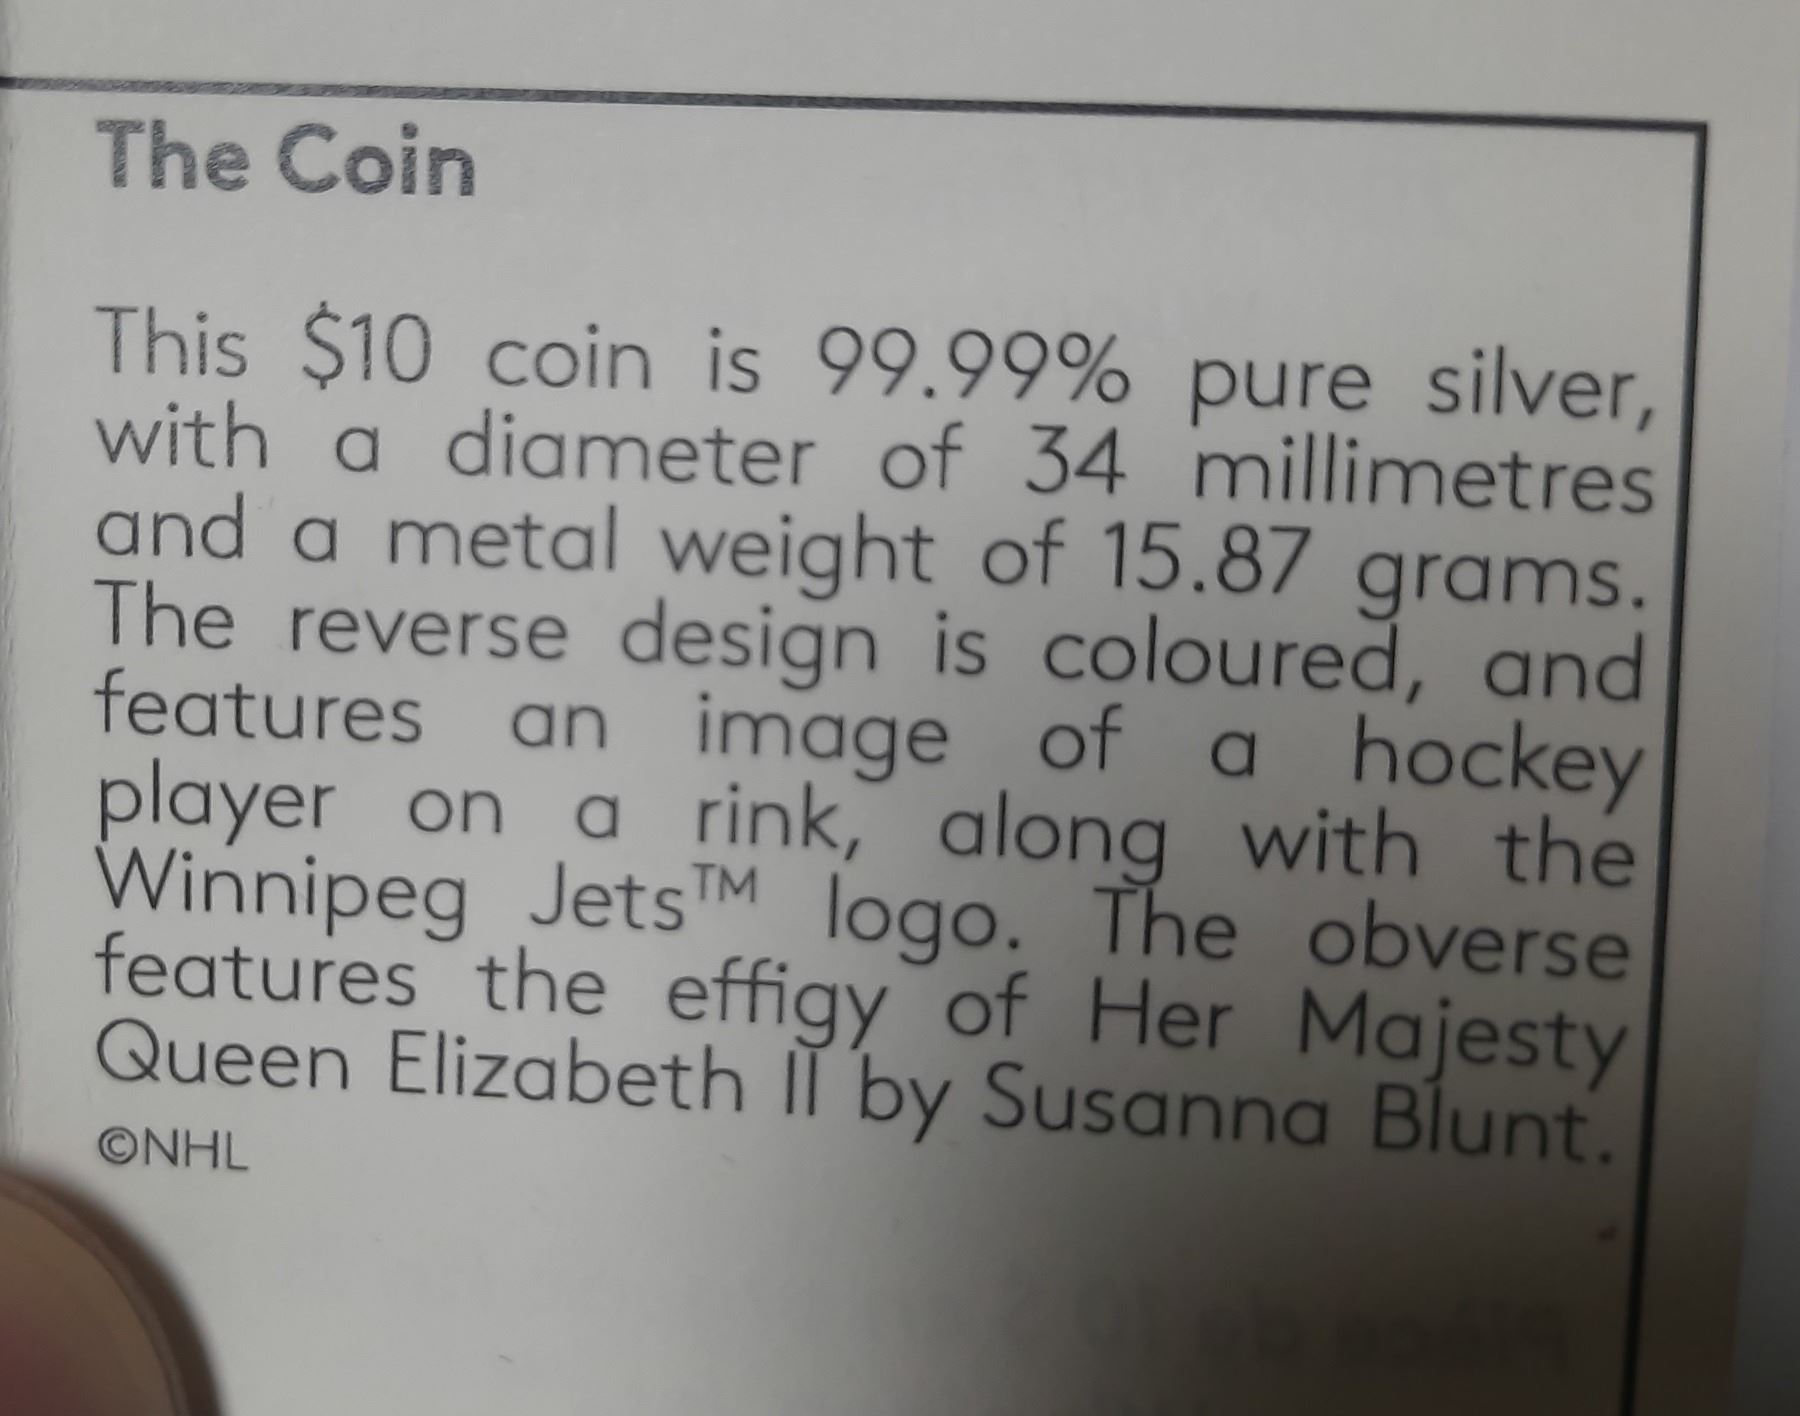 The Coin
This $10 coin is 99.99% pure silver,
with a diameter of 34 millimetres
and a metal weight of 15.87 grams.
The reverse design is coloured, and
features an image of a hockey
player on a rink, along with the
Winnipeg Jets™ logo. The obverse
features the effigy of Her Majesty
Queen Elizabeth II by Susanna Blunt.
©NHL